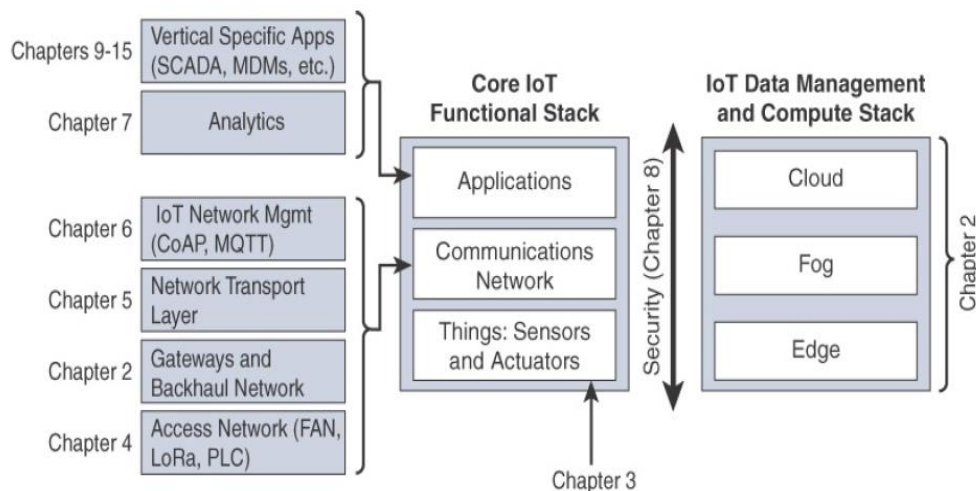 Chapters 9-15
Vertical Specific Apps
(SCADA, MDMs, etc.)
Chapter 7
Analytics
Chapter 6
IoT Network Mgmt
(CoAP, MQTT)
Chapter 5
Network Transport
Layer
Chapter 2
Gateways and
Backhaul Network
Chapter 4
Access Network (FAN,
LoRa, PLC)
Core IoT
Functional Stack
Applications
Communications
Network
Things: Sensors
and Actuators
Chapter 3
Security (Chapter 8)
IoT Data Management
and Compute Stack
Cloud
Fog
Edge
Chapter 2